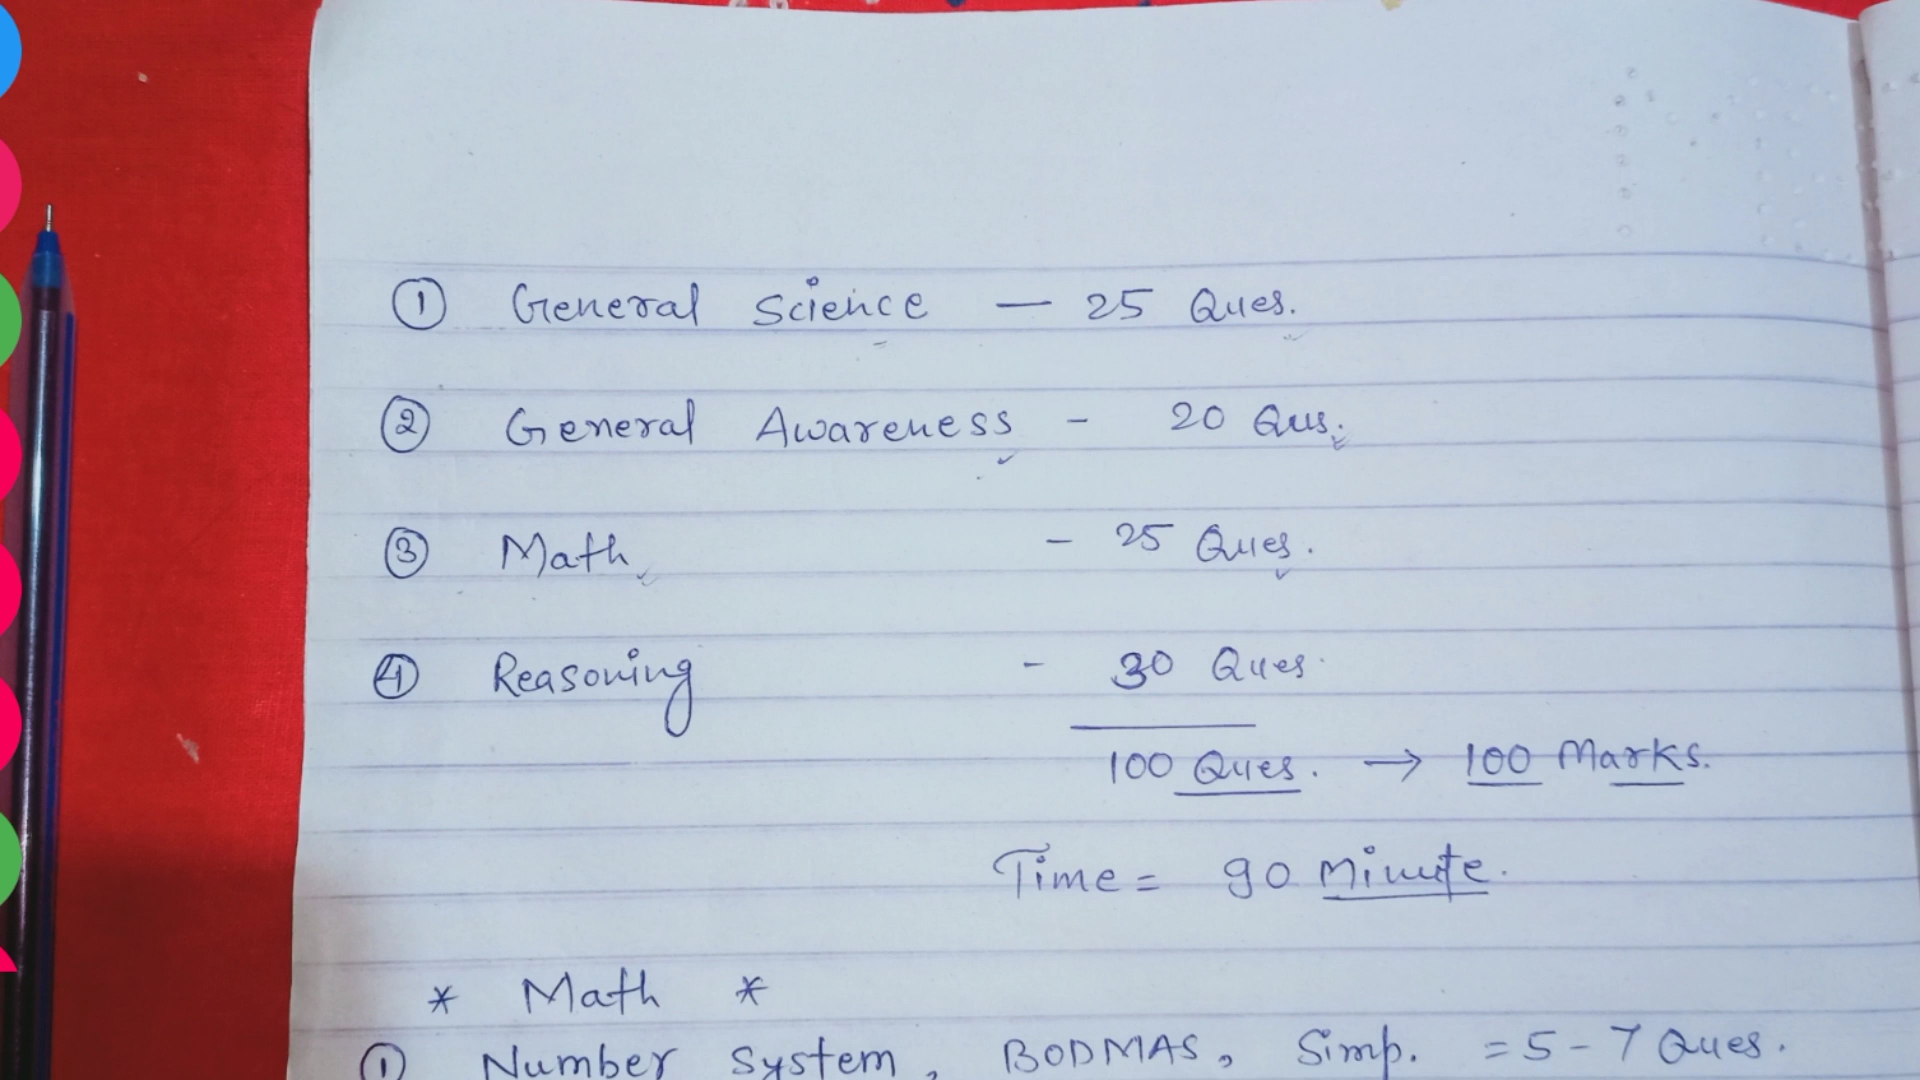 ① General Science — 25 Ques.
② General Awareness - 20 Qus.
③ Math - 25 Ques.
④ Reasoning - 30 Ques.
100 Ques. → 100 Marks.
Time = 90 Minute.
* Math *
① Number System, BODMAS, Simp. = 5-7 Ques.